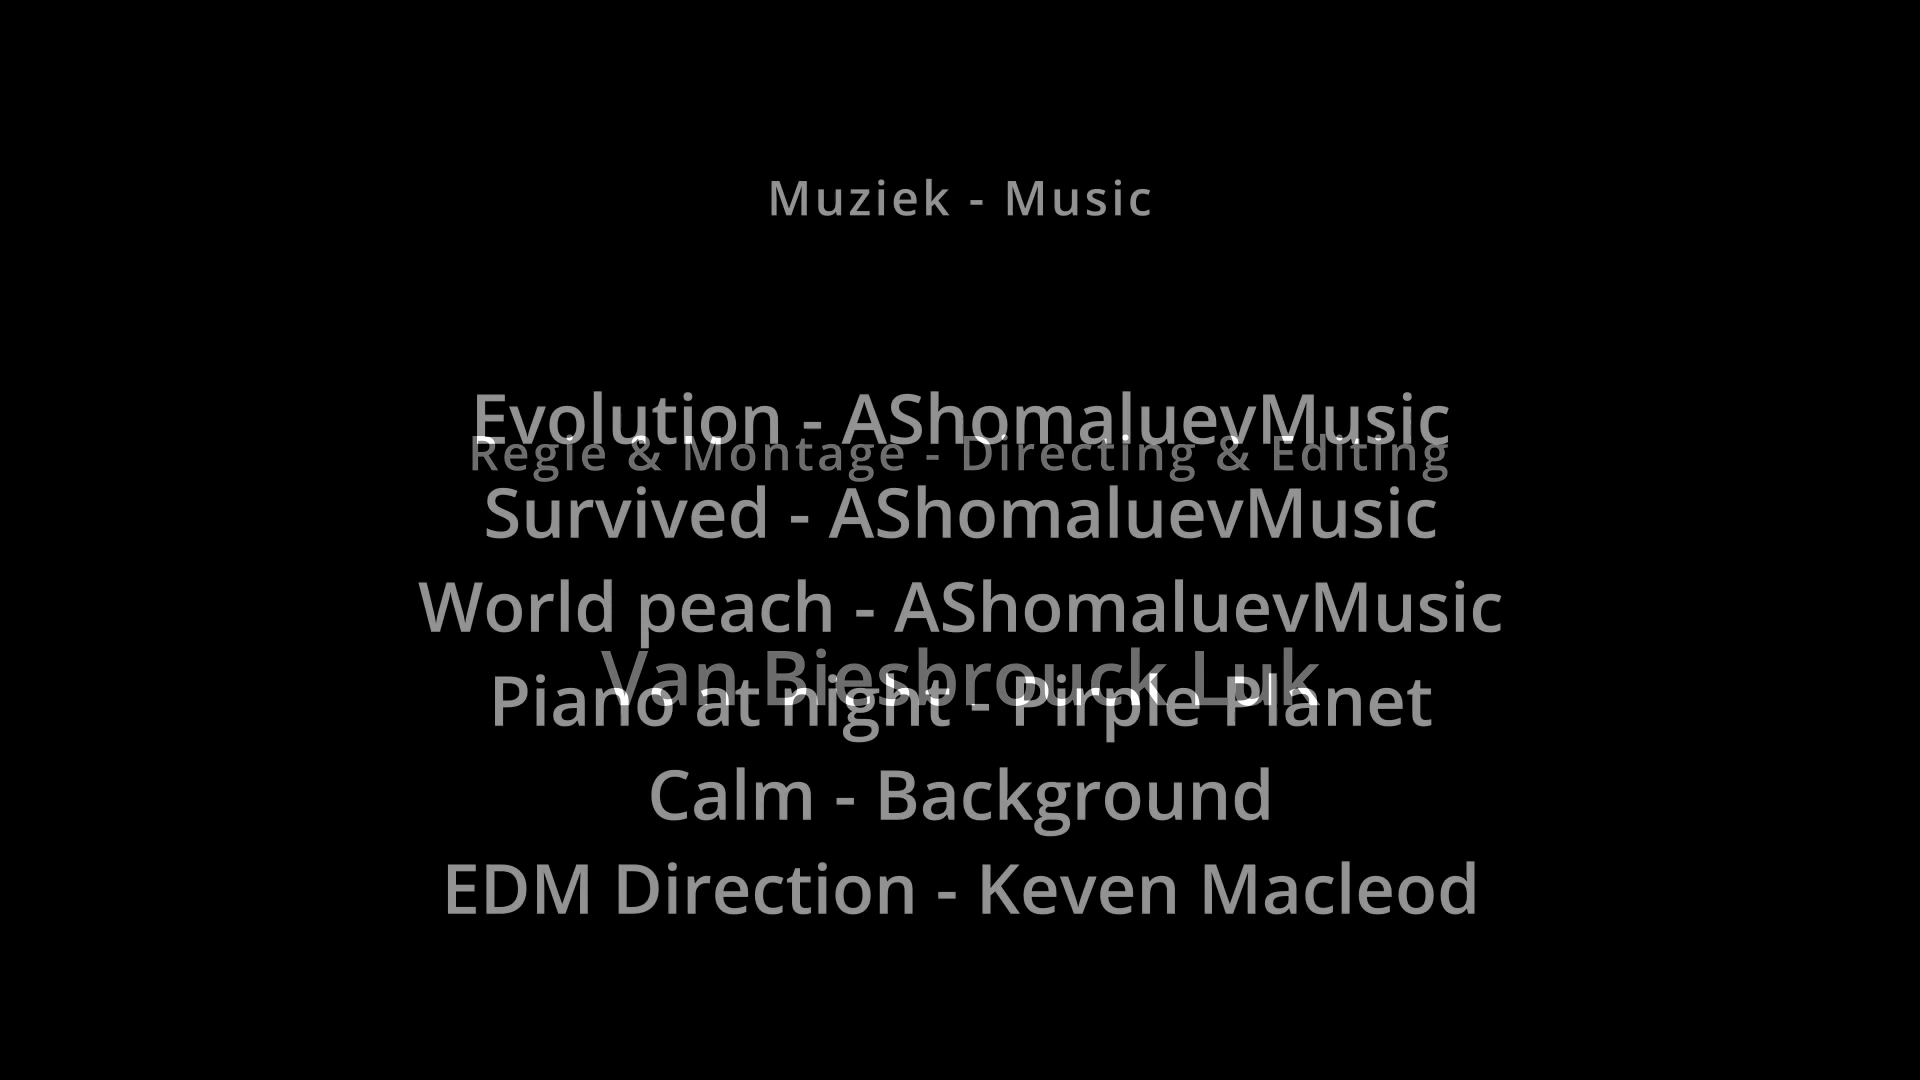 Muziek - Music
Evolution - AShomaluevMusic
Regie & Montage - Directing & Editing
Survived - AShomaluevMusic
World peach - AShomaluevMusic
Van Biesbrouck Luk
Piano at night - Pirple Planet
Calm - Background
EDM Direction - Keven Macleod